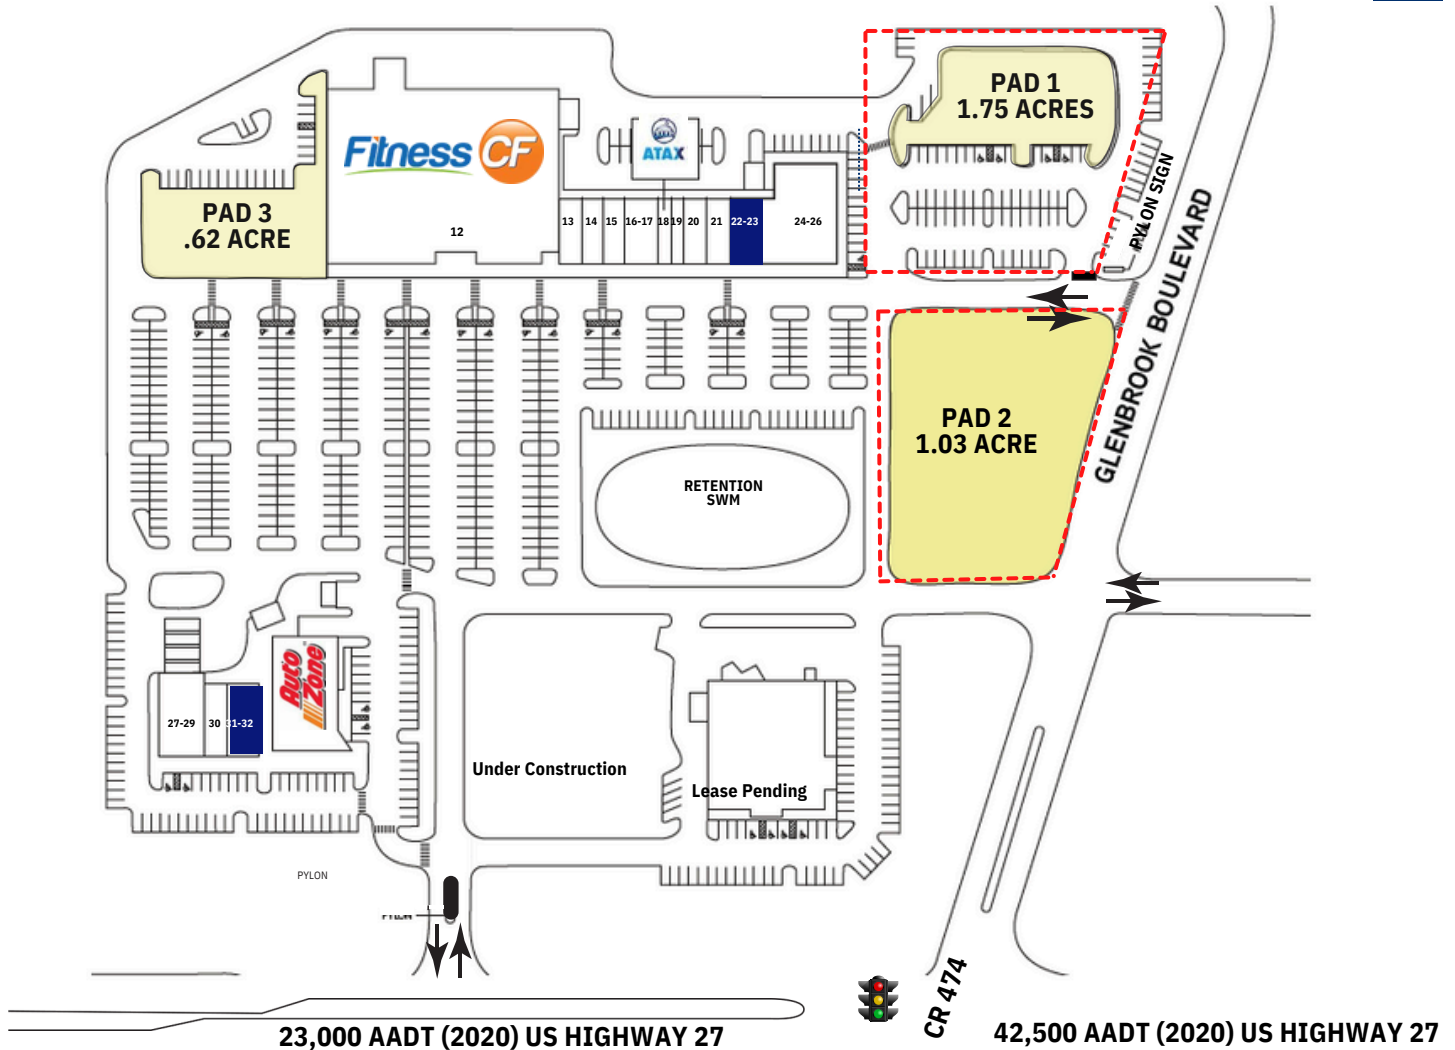 PAD 1
1.75 ACRES
Fitness CF
ATAX
PYLON SIGN
PAD 3
.62 ACRE
12
13
14
15
16-17
18
19
20
21
22-23
24-26
GLENBROOK BOULEVARD
PAD 2
1.03 ACRE
RETENTION
SWM
Auto
Zone
27-29
30
31-32
Under Construction
Lease Pending
PYLON
CR 474
23,000 AADT (2020) US HIGHWAY 27
42,500 AADT (2020) US HIGHWAY 27